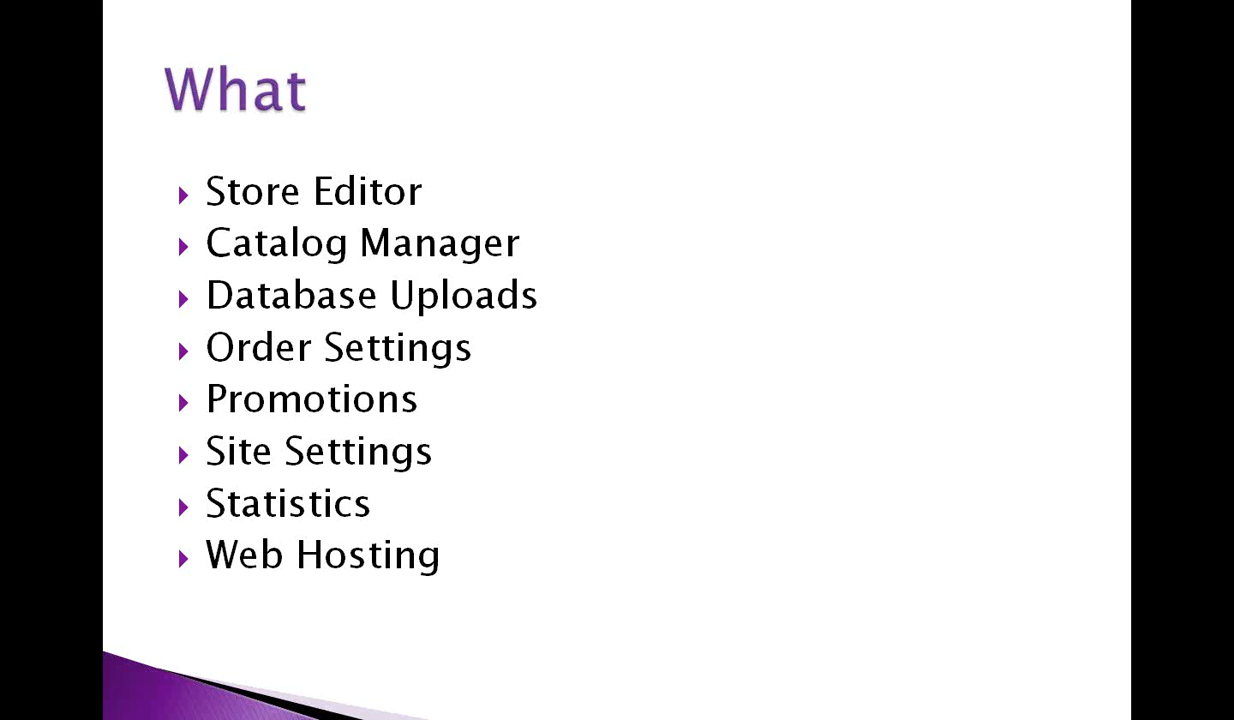 What
Store Editor
Catalog Manager
Database Uploads
Order Settings
Promotions
Site Settings
Statistics
Web Hosting